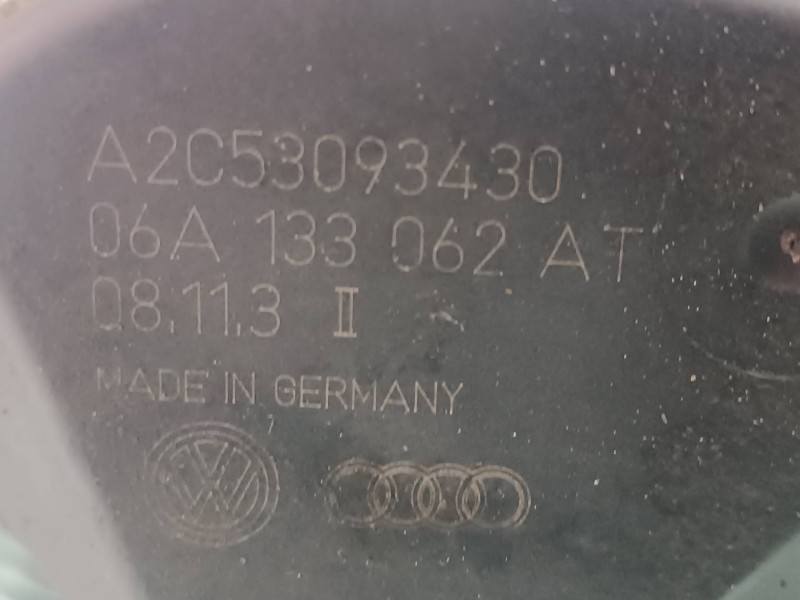 A2C53093430
06A 133 062 AT
08.11.3 II
MADE IN GERMANY